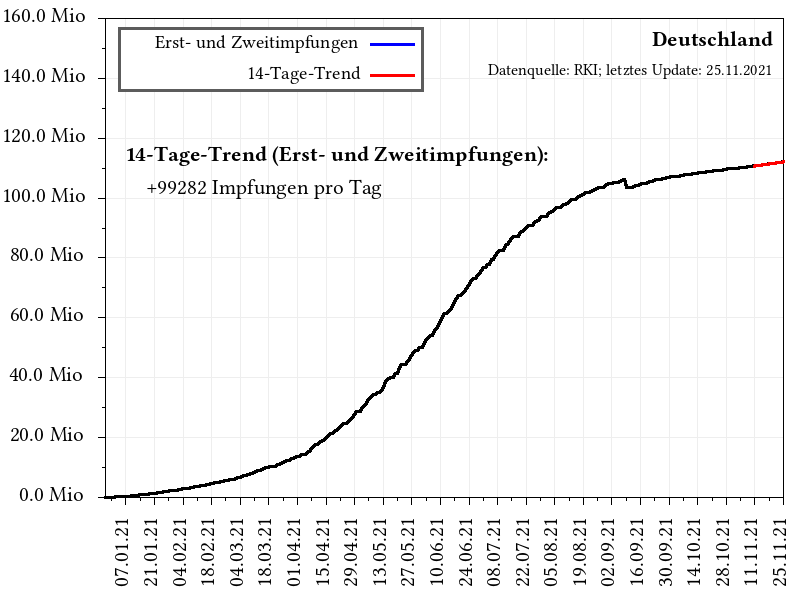 160.0 Mio
140.0 Mio
120.0 Mio
100.0 Mio
80.0 Mio
60.0 Mio
40.0 Mio
20.0 Mio
0.0 Mio
Erst- und Zweitimpfungen
14-Tage-Trend
Deutschland
Datenquelle: RKI; letztes Update: 25.11.2021
14-Tage-Trend (Erst- und Zweitimpfungen):
+99282 Impfungen pro Tag
07.01.21
21.01.21
04.02.21
18.02.21
04.03.21
18.03.21
01.04.21
15.04.21
29.04.21
13.05.21
27.05.21
10.06.21
24.06.21
08.07.21
22.07.21
05.08.21
19.08.21
02.09.21
16.09.21
30.09.21
14.10.21
28.10.21
11.11.21
25.11.21